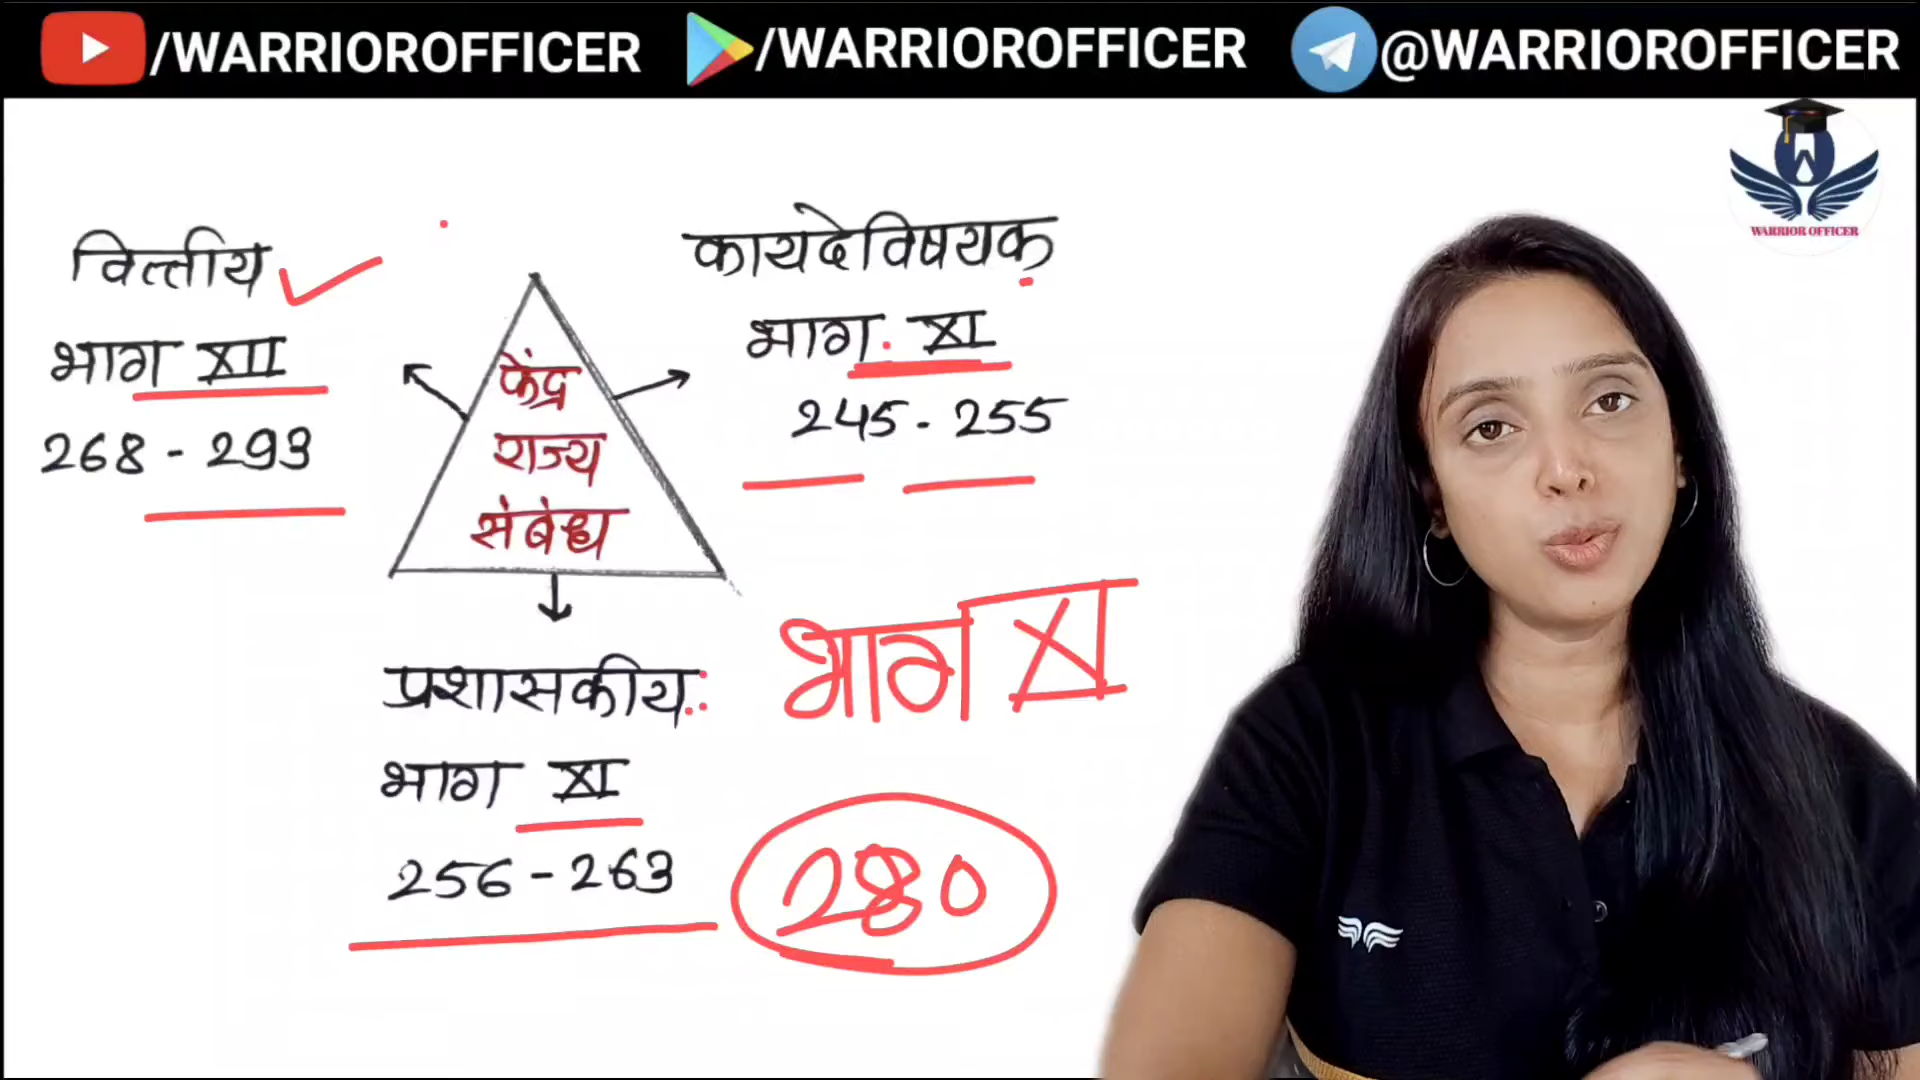 /WARRIOROFFICER
/WARRIOROFFICER
@WARRIOROFFICER
WARRIOR OFFICER
वित्तीय
भाग XII
268 - 293
केंद्र
राज्य
संबंध
कायदेविषयक
भाग XI
245 - 255
प्रशासकीय
भाग XI
256 - 263
भाग XI
280